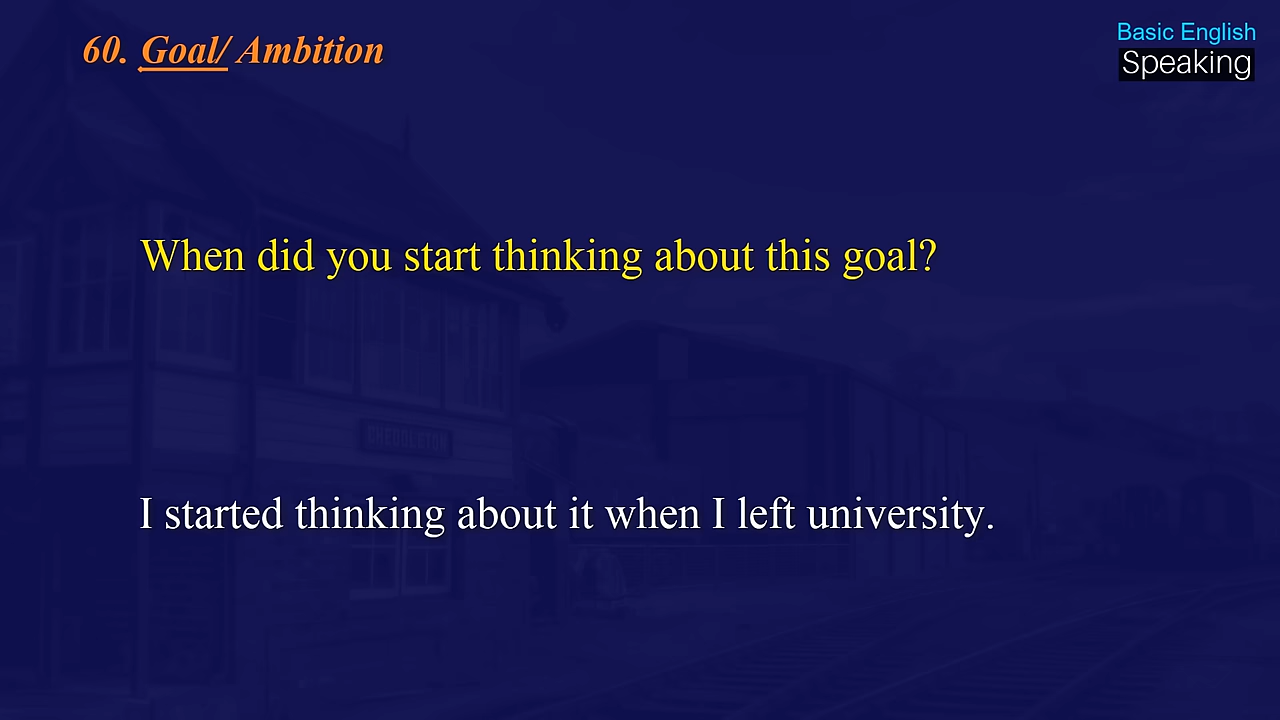 60. Goal/ Ambition
Basic English
Speaking
When did you start thinking about this goal?
CHEDDLETON
I started thinking about it when I left university.